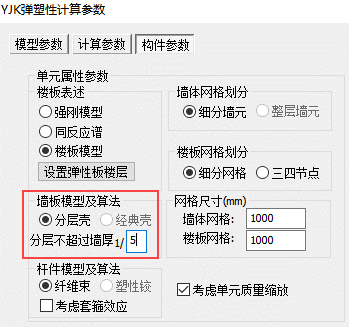 YJK弹塑性计算参数
模型参数 计算参数 构件参数
单元属性参数
楼板表述
强刚模型
同反应谱
楼板模型
设置弹性板楼层
墙体网格划分
细分墙元 整层墙元
楼板网格划分
细分网格 三四节点
墙板模型及算法
分层壳 经典壳
分层不超过墙厚1/ 5
网格尺寸(mm)
墙体网格: 1000
楼板网格: 1000
杆件模型及算法
纤维束 塑性铰
考虑套箍效应
考虑单元质量缩放